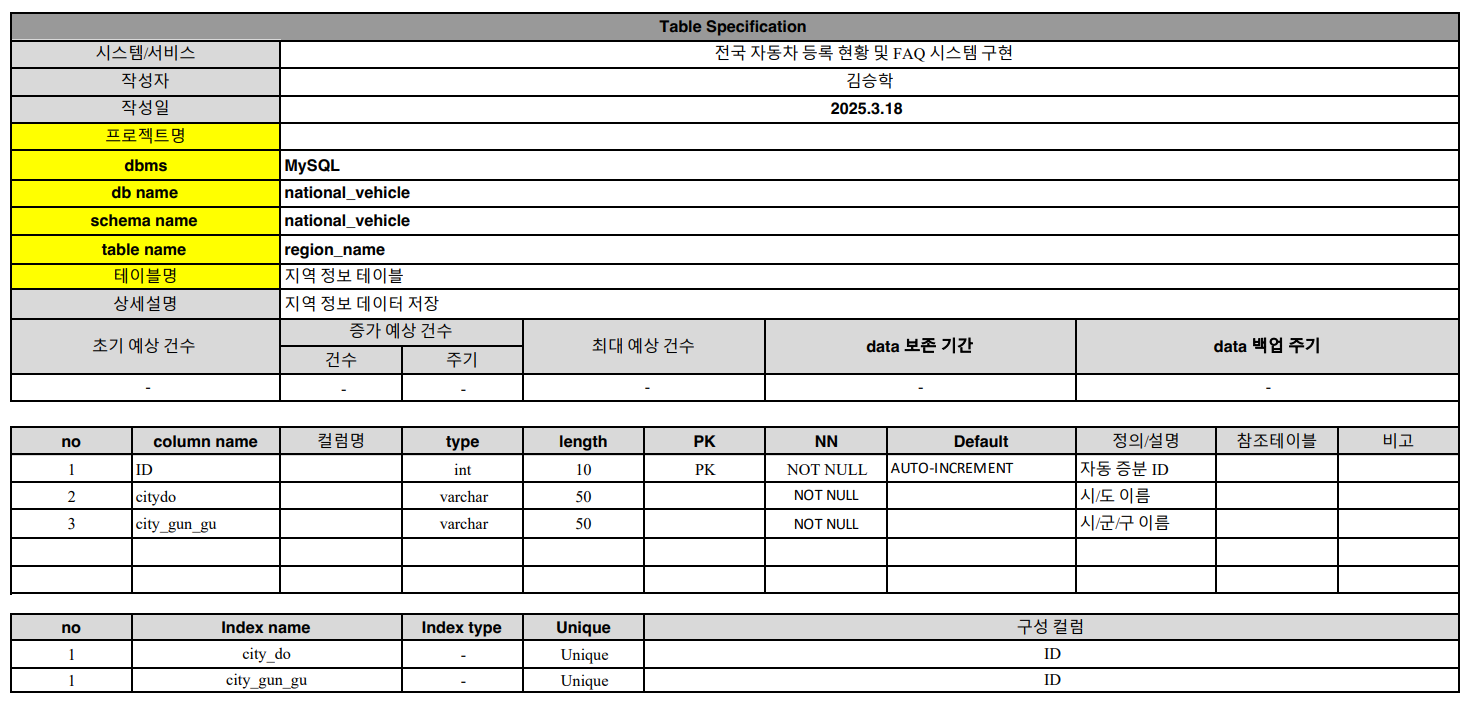 Table Specification
시스템/서비스 전국 자동차 등록 현황 및 FAQ 시스템 구현
작성자 김승학
작성일 2025.3.18
프로젝트명
dbms MySQL
db name national_vehicle
schema name national_vehicle
table name region_name
테이블명 지역 정보 테이블
상세설명 지역 정보 데이터 저장
초기 예상 건수 증가 예상 건수 최대 예상 건수 data 보존 기간 data 백업 주기
건수 주기
- - - - - -
no column name 컬럼명 type length PK NN Default 정의/설명 참조테이블 비고
1 ID int 10 PK NOT NULL AUTO-INCREMENT 자동 증분 ID
2 citydo varchar 50 NOT NULL 시/도 이름
3 city_gun_gu varchar 50 NOT NULL 시/군/구 이름
no Index name Index type Unique 구성 컬럼
1 city_do - Unique ID
1 city_gun_gu - Unique ID